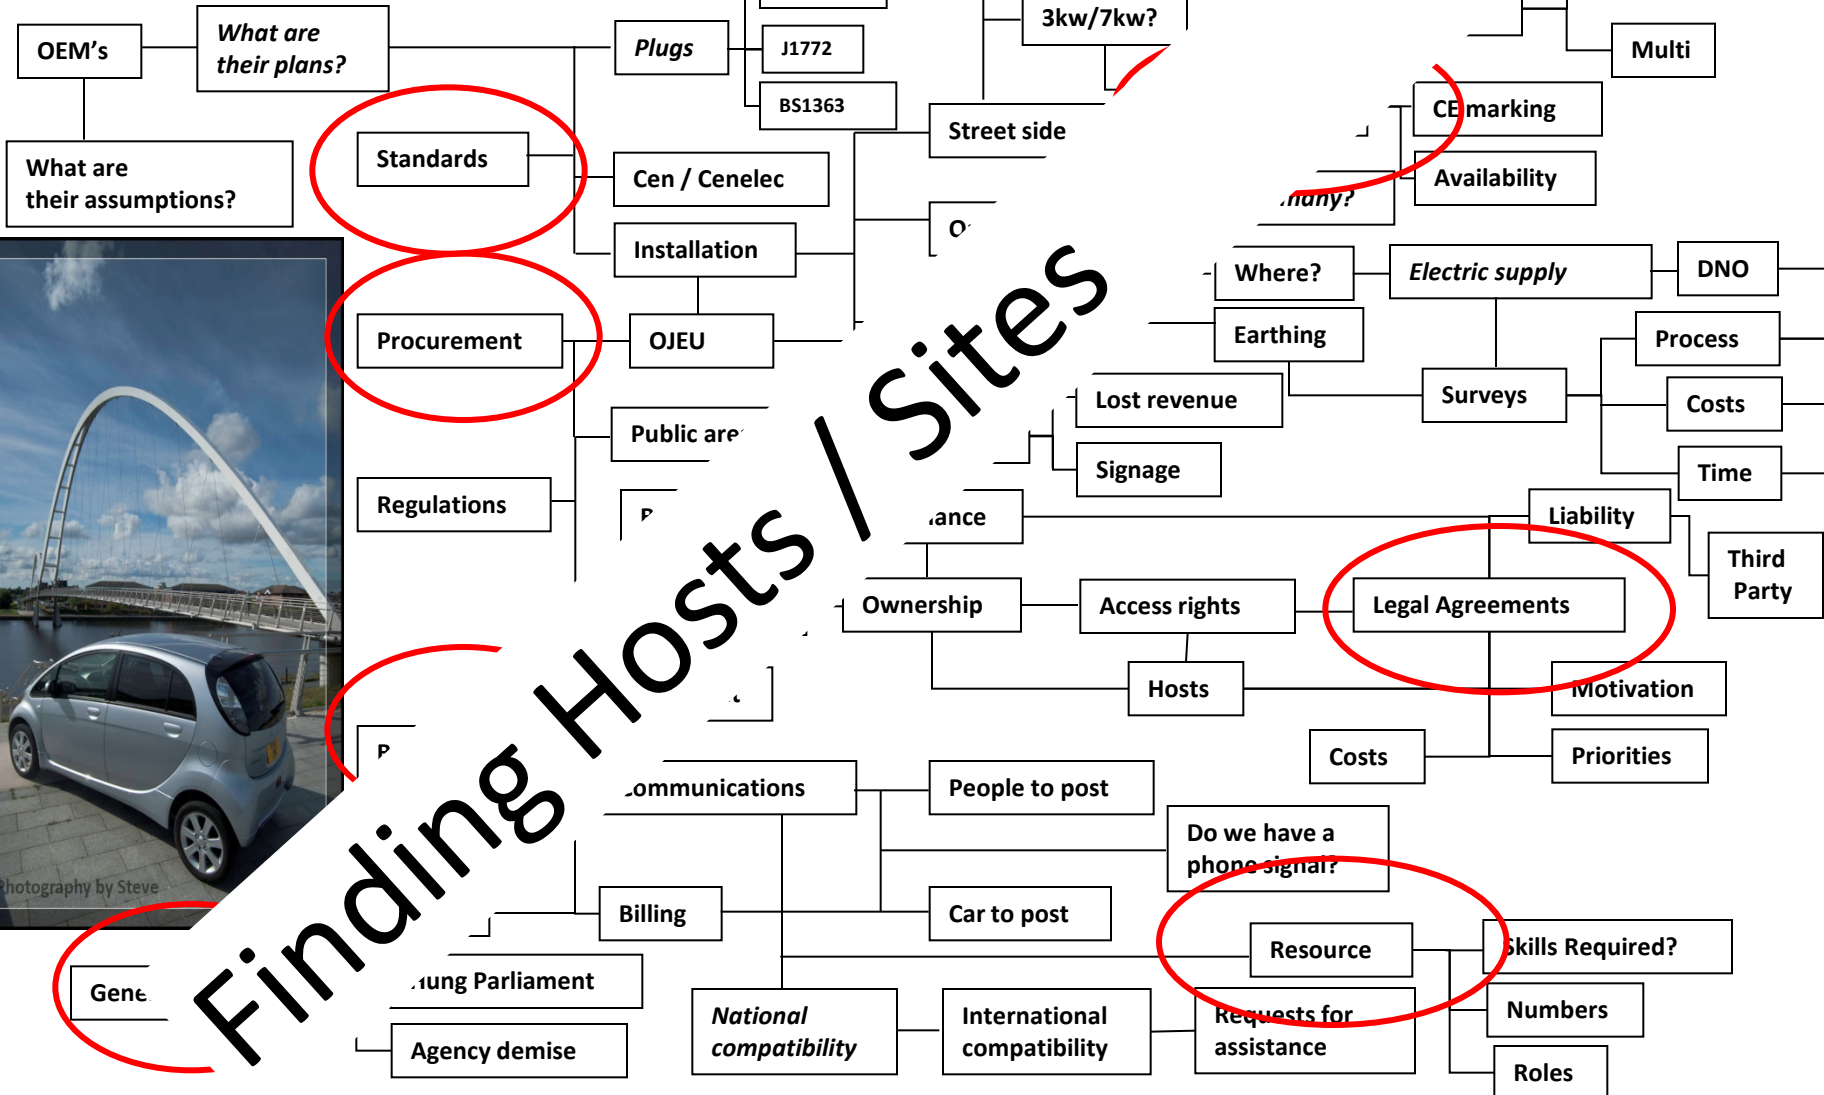 3kw/7kw?
OEM's
What are
their plans?
Plugs
J1772
Multi
BS1363
CE marking
Street side
Standards
What are
their assumptions?
Cen / Cenelec
Availability
Installation
Where?
Electric supply
DNO
Procurement
OJEU
Earthing
Process
Lost revenue
Surveys
Costs
Public
Signage
Time
Regulations
Liability
Third
Party
Ownership
Access rights
Legal Agreements
Hosts
Motivation
Costs
Priorities
People to post
Do we have a
phone signal?
Photography by Steve
Billing
Car to post
Resource
Skills Required?
Parliament
National
compatibility
International
compatibility
Requests for
assistance
Numbers
Agency demise
Roles
Finding Hosts / Sites